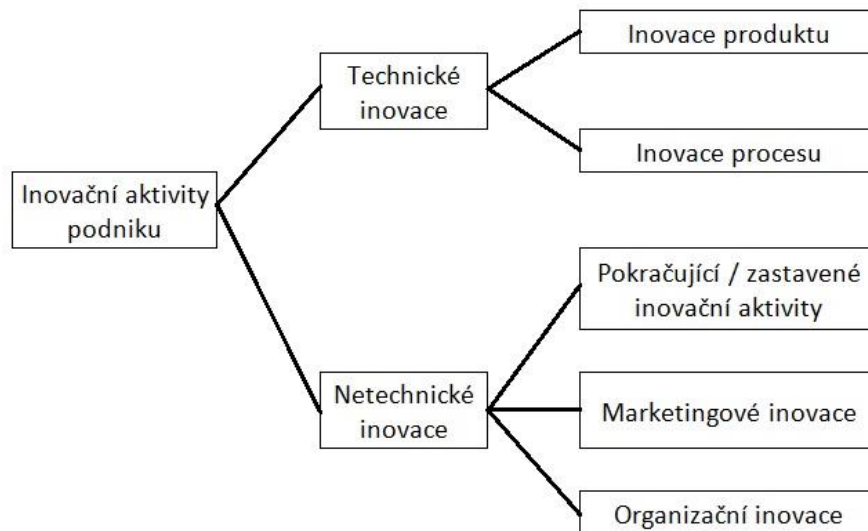 Inovační aktivity
podniku
Technické
inovace
Inovace produktu
Inovace procesu
Netechnické
inovace
Pokračující / zastavené
inovační aktivity
Marketingové inovace
Organizační inovace